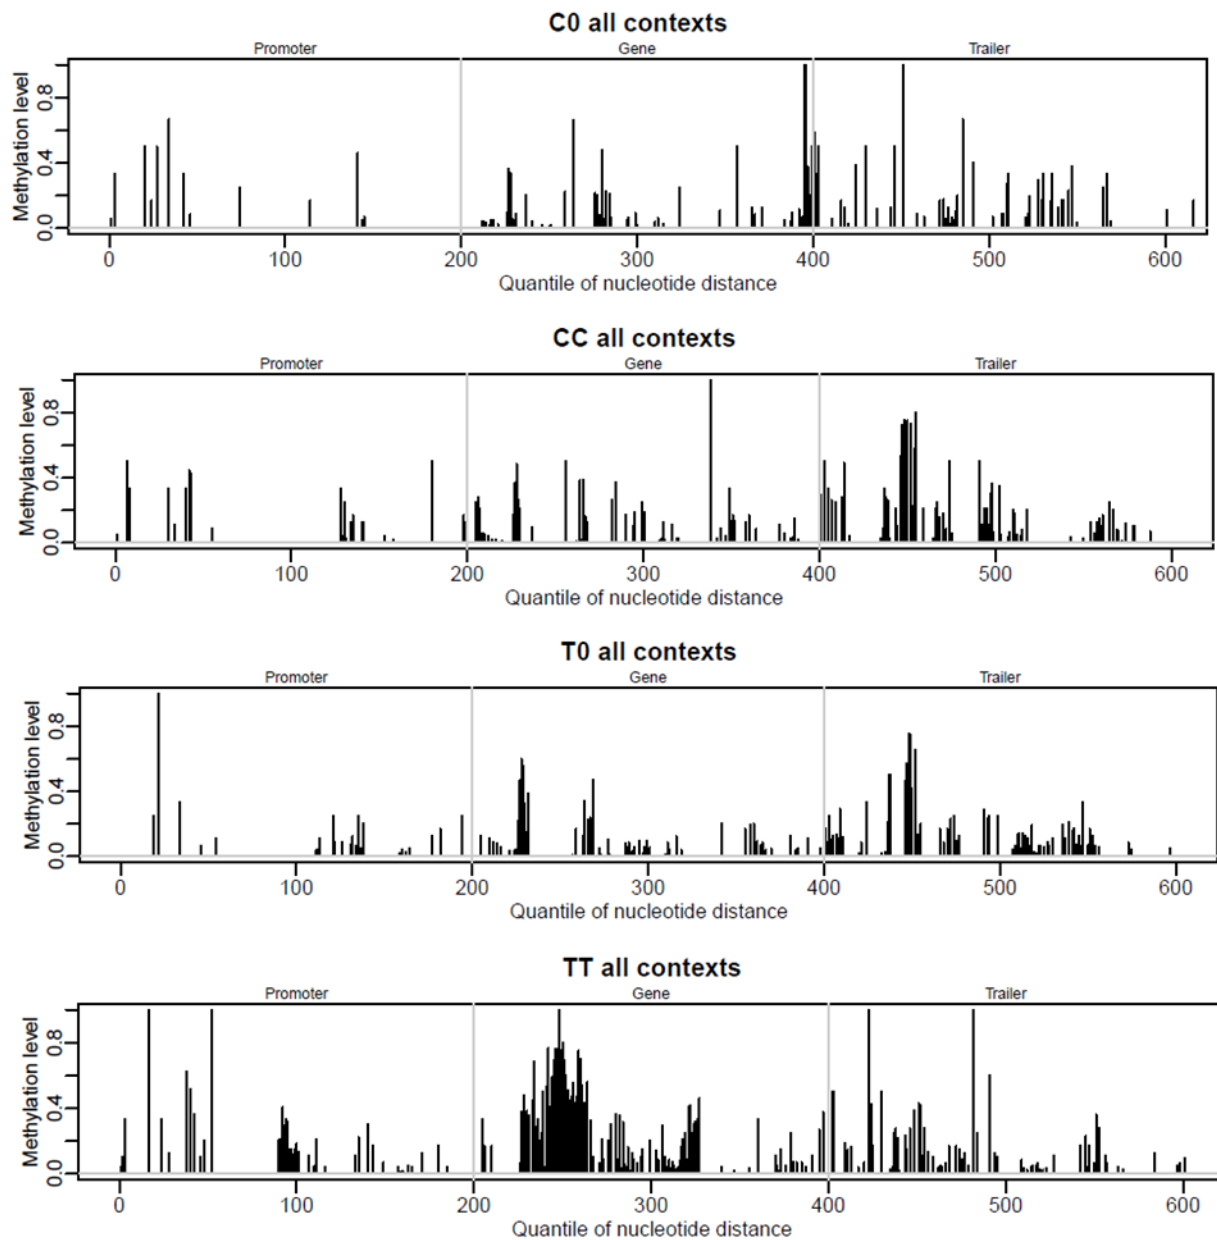 C0 all contexts
Promoter Gene Trailer
Methylation level
0.0 0.4 0.8
0 100 200 300 400 500 600
Quantile of nucleotide distance
CC all contexts
Promoter Gene Trailer
Methylation level
0.0 0.4 0.8
0 100 200 300 400 500 600
Quantile of nucleotide distance
T0 all contexts
Promoter Gene Trailer
Methylation level
0.0 0.4 0.8
0 100 200 300 400 500 600
Quantile of nucleotide distance
TT all contexts
Promoter Gene Trailer
Methylation level
0.0 0.4 0.8
0 100 200 300 400 500 600
Quantile of nucleotide distance